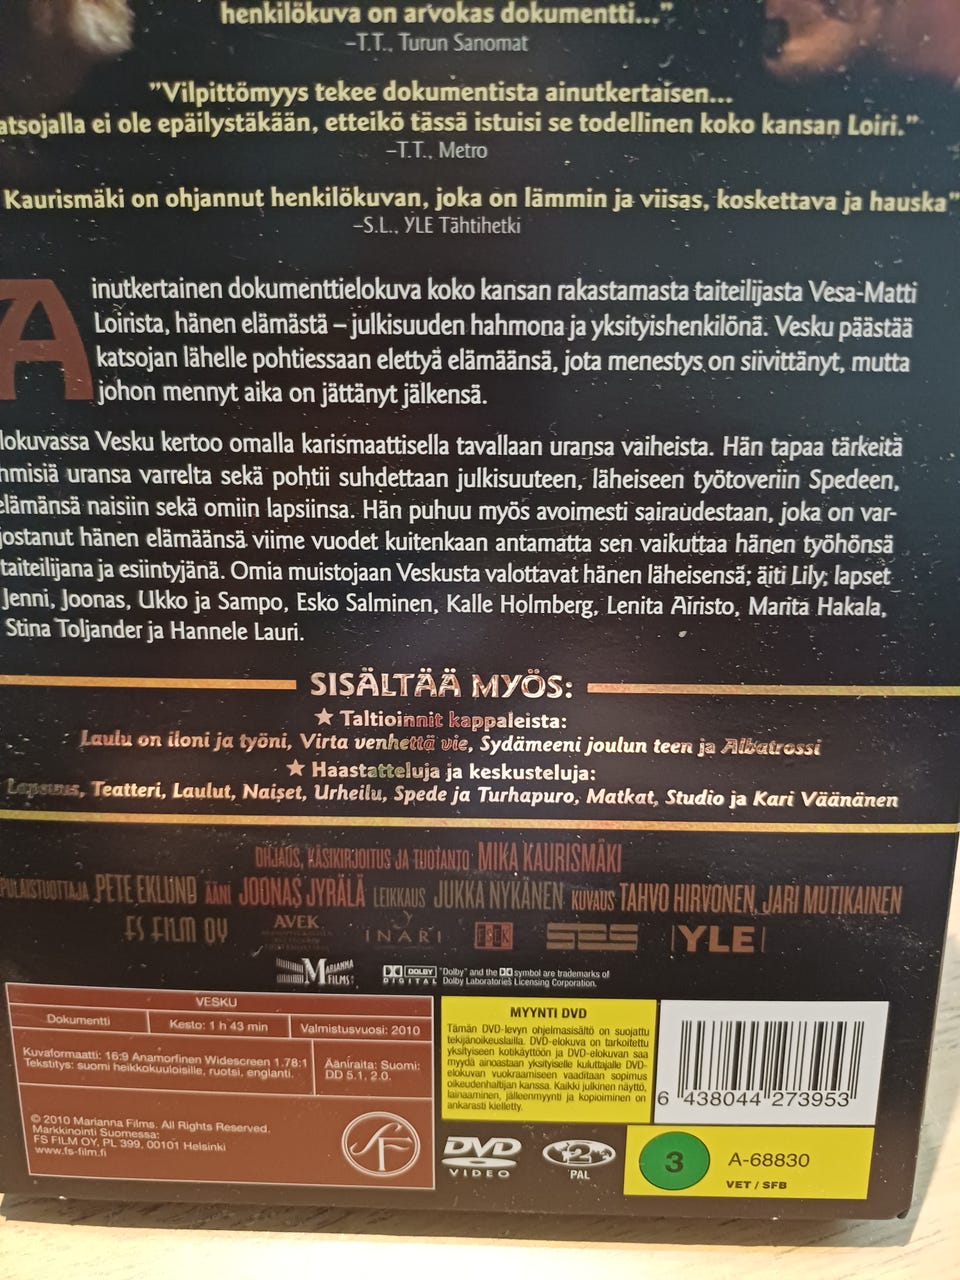 henkilökuva on arvokas dokumentti..."
–T.T., Turun Sanomat
"Vilpittömyys tekee dokumentista ainutkertaisen...
atsojalla ei ole epäilystäkään, etteikö tässä istuisi se todellinen koko kansan Loiri."
–T.T., Metro
Kaurismäki on ohjannut henkilökuvan, joka on lämmin ja viisas, koskettava ja hauska"
–S.L., YLE Tähtihetki
Ainutkertainen dokumenttielokuva koko kansan rakastamasta taiteilijasta Vesa-Matti
Loirista, hänen elämästä – julkisuuden hahmona ja yksityishenkilönä. Vesku päästää
katsojan lähelle pohtiessaan elettyä elämäänsä, jota menestys on siivittänyt, mutta
johon mennyt aika on jättänyt jälkensä.
lokuvassa Vesku kertoo omalla karismaattisella tavallaan uransa vaiheista. Hän tapaa tärkeitä
hmisiä uransa varrelta sekä pohtii suhdettaan julkisuuteen, läheiseen työtoveriin Spedeen,
elämänsä naisiin sekä omiin lapsiinsa. Hän puhuu myös avoimesti sairaudestaan, joka on var-
jostanut hänen elämäänsä viime vuodet kuitenkaan antamatta sen vaikuttaa hänen työhönsä
taiteilijana ja esiintyjänä. Omia muistojaan Veskusta valottavat hänen läheisensä; äiti Lily, lapset
Jenni, Joonas, Ukko ja Sampo, Esko Salminen, Kalle Holmberg, Lenita Airisto, Marita Hakala,
Stina Toljander ja Hannele Lauri.
SISÄLTÄÄ MYÖS:
★ Taltioinnit kappaleista:
Laulu on iloni ja työni, Virta venhettä vie, Sydämeeni joulun teen ja Albatrossi
★ Haastatteluja ja keskusteluja:
Lapsuus, Teatteri, Laulut, Naiset, Urheilu, Spede ja Turhapuro, Matkat, Studio ja Kari Väänänen
OHJAUS, KÄSIKIRJOITUS JA TUOTANTO MIKA KAURISMÄKI
PULAISTUOTTAJA PETE EKLUND ÄÄNI JOONAS JYRÄLÄ LEIKKAUS JUKKA NYKÄNEN KUVAUS TAHVO HIRVONEN, JARI MUTIKAINEN
FS FILM OY AVEK INARI ESEK SES YLE
MARIANNA FILMS DOLBY DIGITAL "Dolby" and the DD symbol are trademarks of
Dolby Laboratories Licensing Corporation.
VESKU
Dokumentti Kesto: 1 h 43 min Valmistusvuosi: 2010
Kuvaformaatti: 16:9 Anamorfinen Widescreen 1.78:1
Tekstitys: suomi heikkokuuloisille, ruotsi, englanti.
Ääniraita: Suomi:
DD 5.1, 2.0.
© 2010 Marianna Films. All Rights Reserved.
Markkinointi Suomessa:
FS FILM OY, PL 399, 00101 Helsinki
www.fs-film.fi
SF
MYYNTI DVD
Tämän DVD-levyn ohjelmasisältö on suojattu
tekijänoikeuslailla. DVD-elokuva on tarkoitettu
yksityiseen kotikäyttöön ja DVD-elokuvan saa
myydä ainoastaan yksityiselle kuluttajalle DVD-
elokuvan vuokraamiseen vaaditaan sopimus
oikeudenhaltijan kanssa. Kaikki julkinen näyttö,
lainaaminen, jälleenmyynti ja kopioiminen on
ankarasti kielletty.
6 438044 273953
DVD VIDEO
2 PAL
3 A-68830
VET / SFB